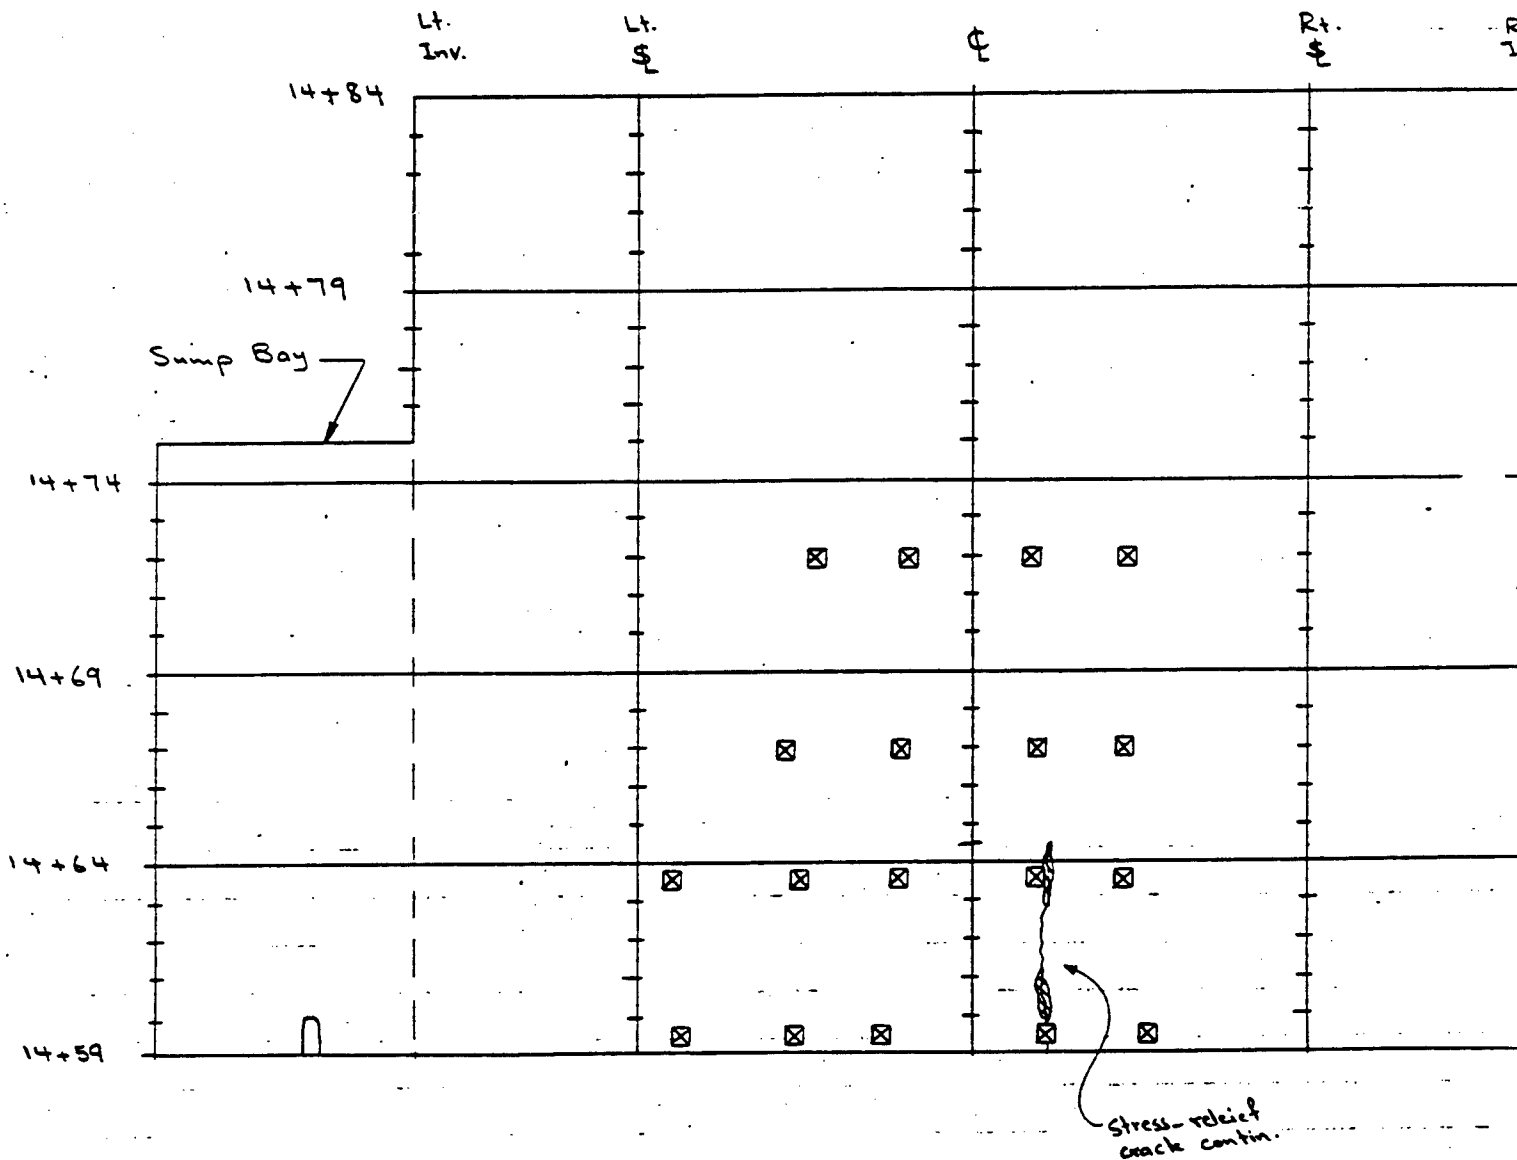 Lt.
Inv.
Lt.
S̵L
℄
Rt.
S̵L
R
I
14+84
14+79
Sump Bay
14+74
14+69
14+64
14+59
Stress-releief
crack contin.